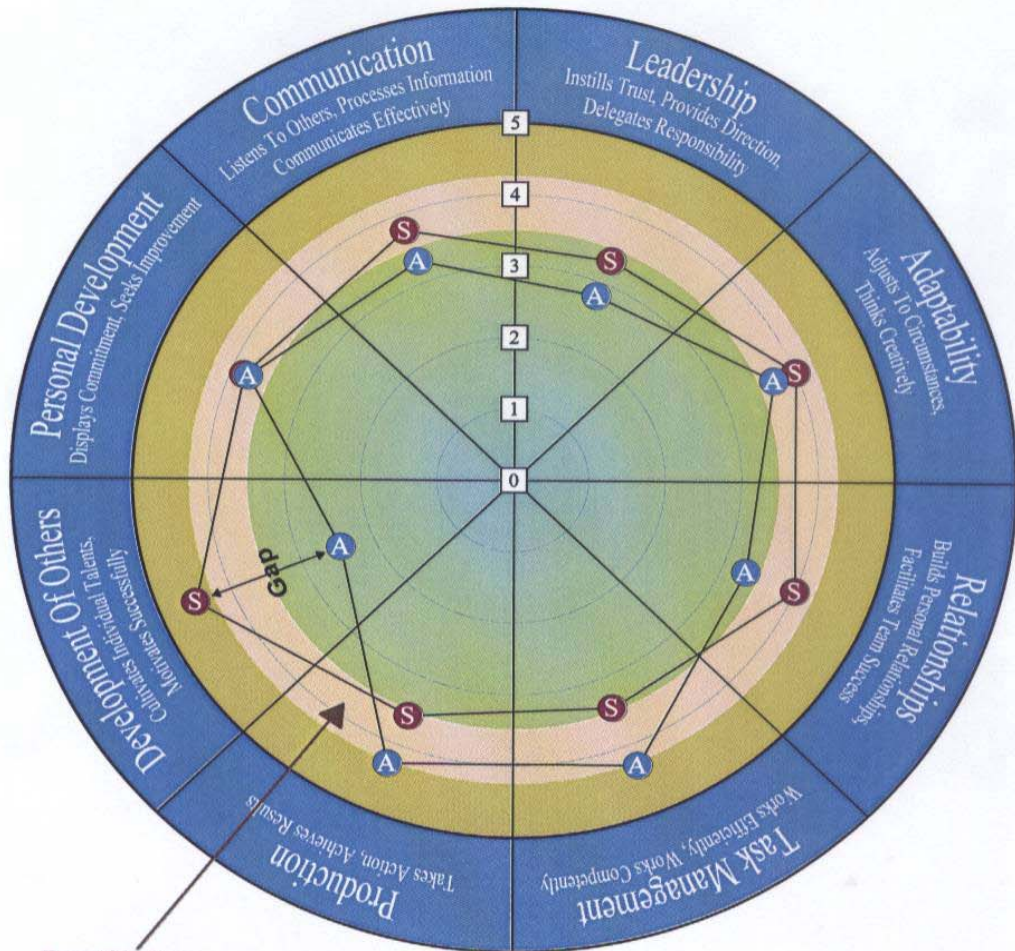 Communication
Listens To Others, Processes Information
Communicates Effectively
Leadership
Instills Trust, Provides Direction,
Delegates Responsibility
Adaptability
Adjusts To Circumstances,
Thinks Creatively
Relationships
Builds Personal Relationships,
Facilitates Team Success
Task Management
Works Efficiently, Works Competently
Production
Takes Action, Achieves Results
Development Of Others
Cultivates Individual Talents,
Motivates Successfully
Personal Development
Displays Commitment, Seeks Improvement
5
4
3
2
1
0
S
A
S
A
S
A
S
A
S
A
S
A
S
A
A
Gap